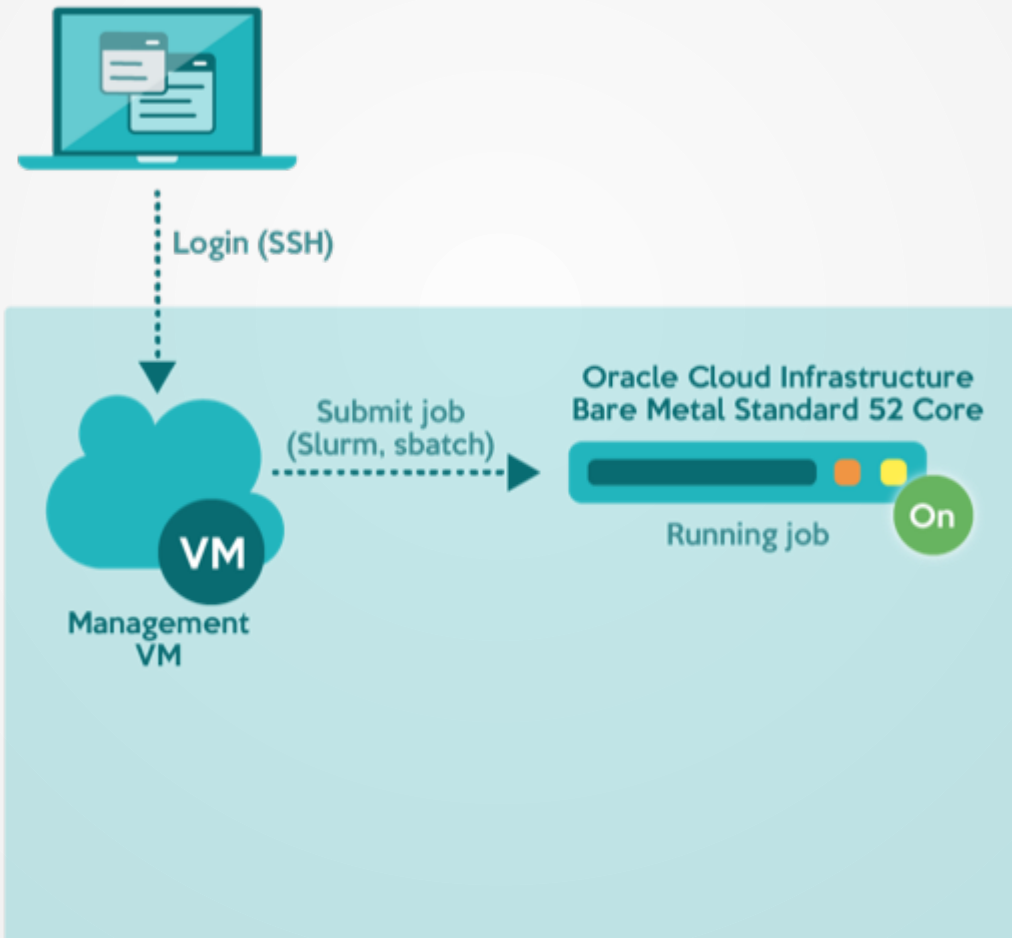 Login (SSH)
Submit job
(Slurm, sbatch)
Oracle Cloud Infrastructure
Bare Metal Standard 52 Core
On
Running job
VM
Management
VM